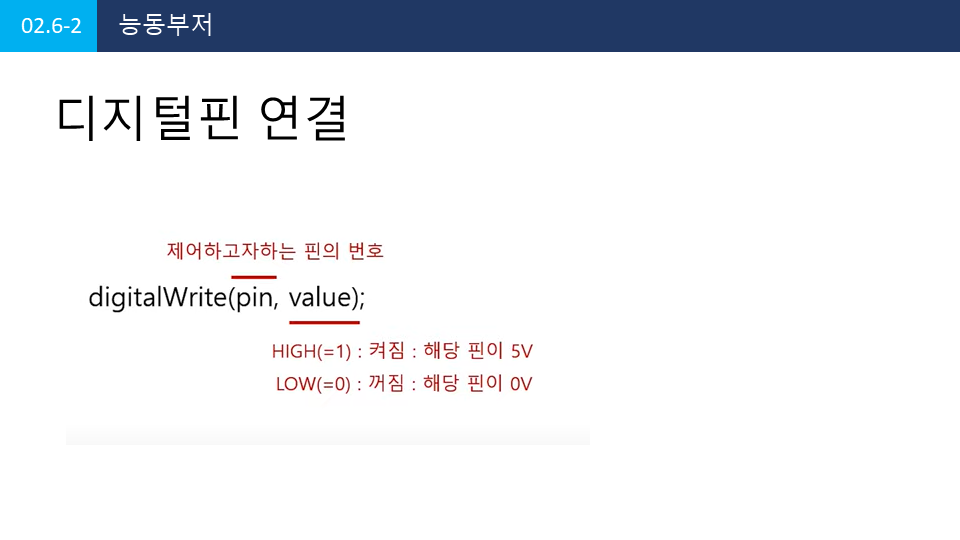 02.6-2 능동부저
디지털핀 연결
제어하고자하는 핀의 번호
digitalWrite(pin, value);
HIGH(=1) : 켜짐 : 해당 핀이 5V
LOW(=0) : 꺼짐 : 해당 핀이 0V